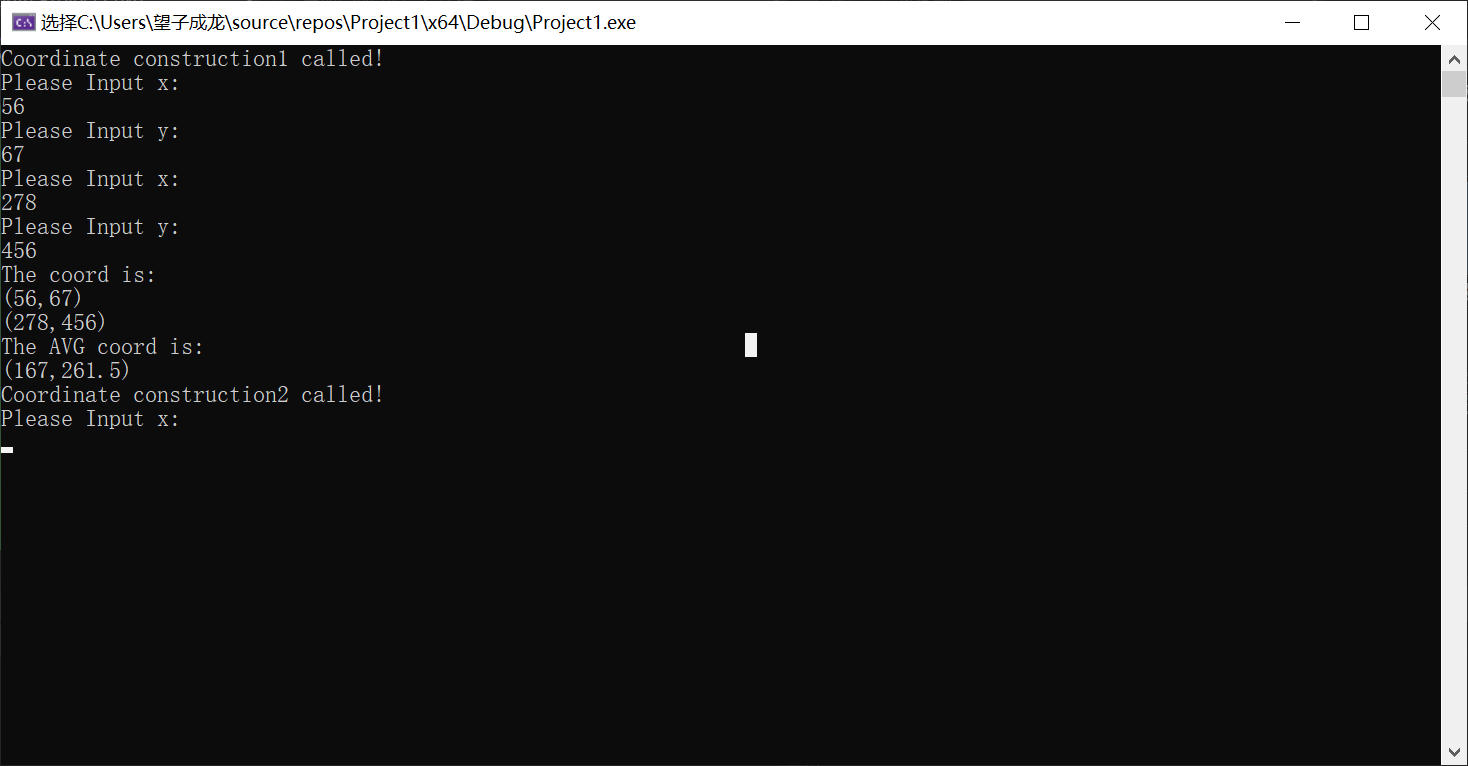 选择C:\Users\望子成龙\source\repos\Project1\x64\Debug\Project1.exe
Coordinate construction1 called!
Please Input x:
56
Please Input y:
67
Please Input x:
278
Please Input y:
456
The coord is:
(56,67)
(278,456)
The AVG coord is:
(167,261.5)
Coordinate construction2 called!
Please Input x: